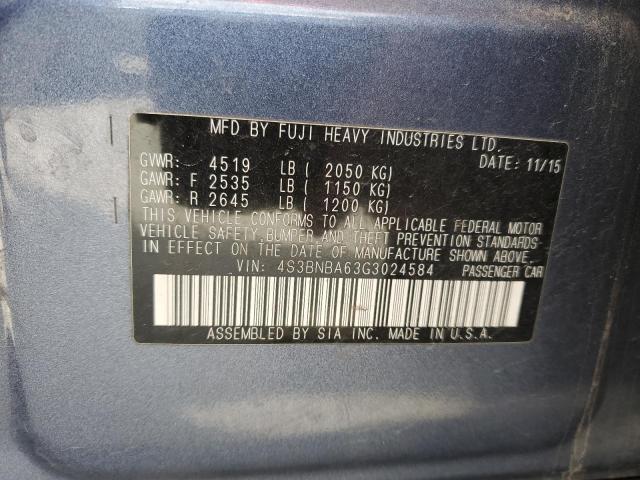 MFD BY FUJI HEAVY INDUSTRIES LTD.
DATE: 11/15
GVWR: 4519 LB ( 2050 KG)
GAWR: F 2535 LB ( 1150 KG)
GAWR: R 2645 LB ( 1200 KG)
THIS VEHICLE CONFORMS TO ALL APPLICABLE FEDERAL MOTOR
VEHICLE SAFETY,BUMPER AND THEFT PREVENTION STANDARDS
IN EFFECT ON THE DATE OF MANUFACTURE SHOWN ABOVE.
VIN: 4S3BNBA63G3024584 PASSENGER CAR
ASSEMBLED BY SIA INC. MADE IN U.S.A.